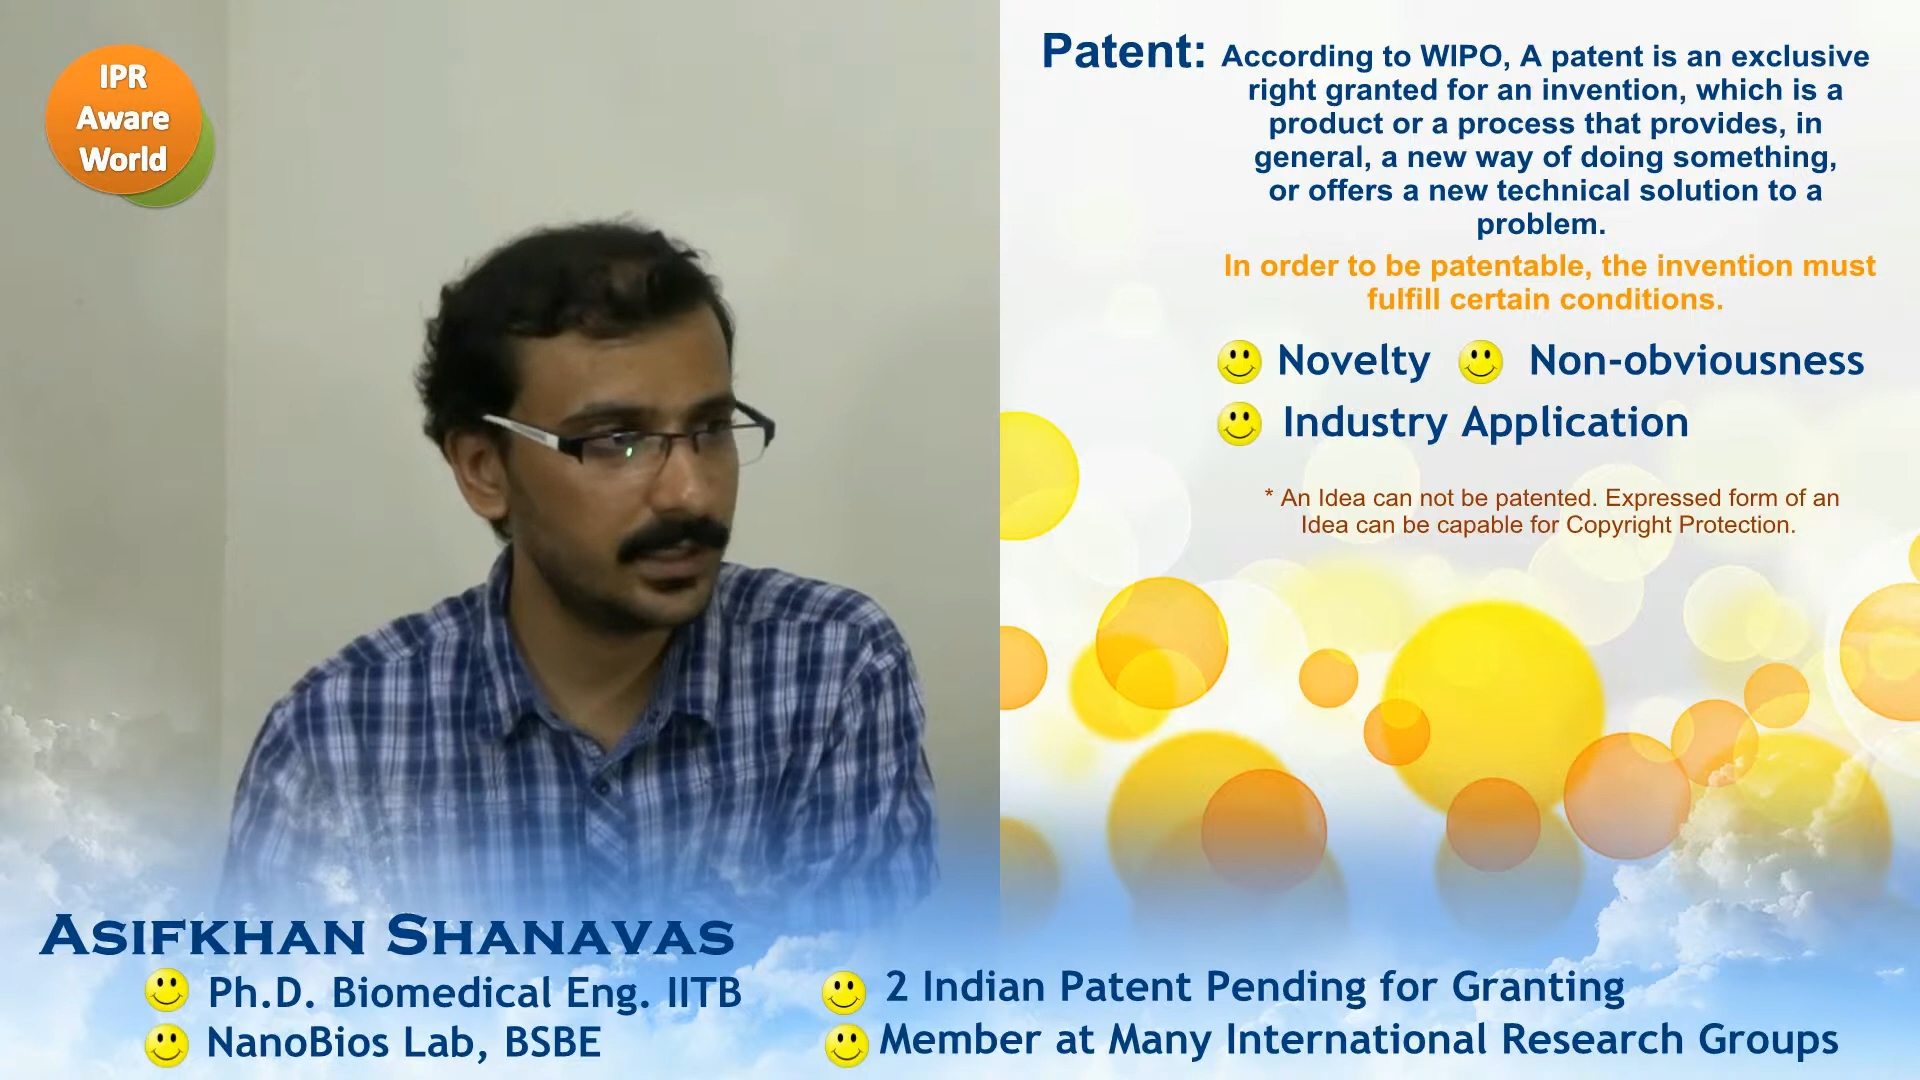 IPR
Aware
World
Patent: According to WIPO, A patent is an exclusive
right granted for an invention, which is a
product or a process that provides, in
general, a new way of doing something,
or offers a new technical solution to a
problem.
In order to be patentable, the invention must
fulfill certain conditions.
Novelty Non-obviousness
Industry Application
* An Idea can not be patented. Expressed form of an
Idea can be capable for Copyright Protection.
ASIFKHAN SHANAVAS
Ph.D. Biomedical Eng. IITB
NanoBios Lab, BSBE
2 Indian Patent Pending for Granting
Member at Many International Research Groups